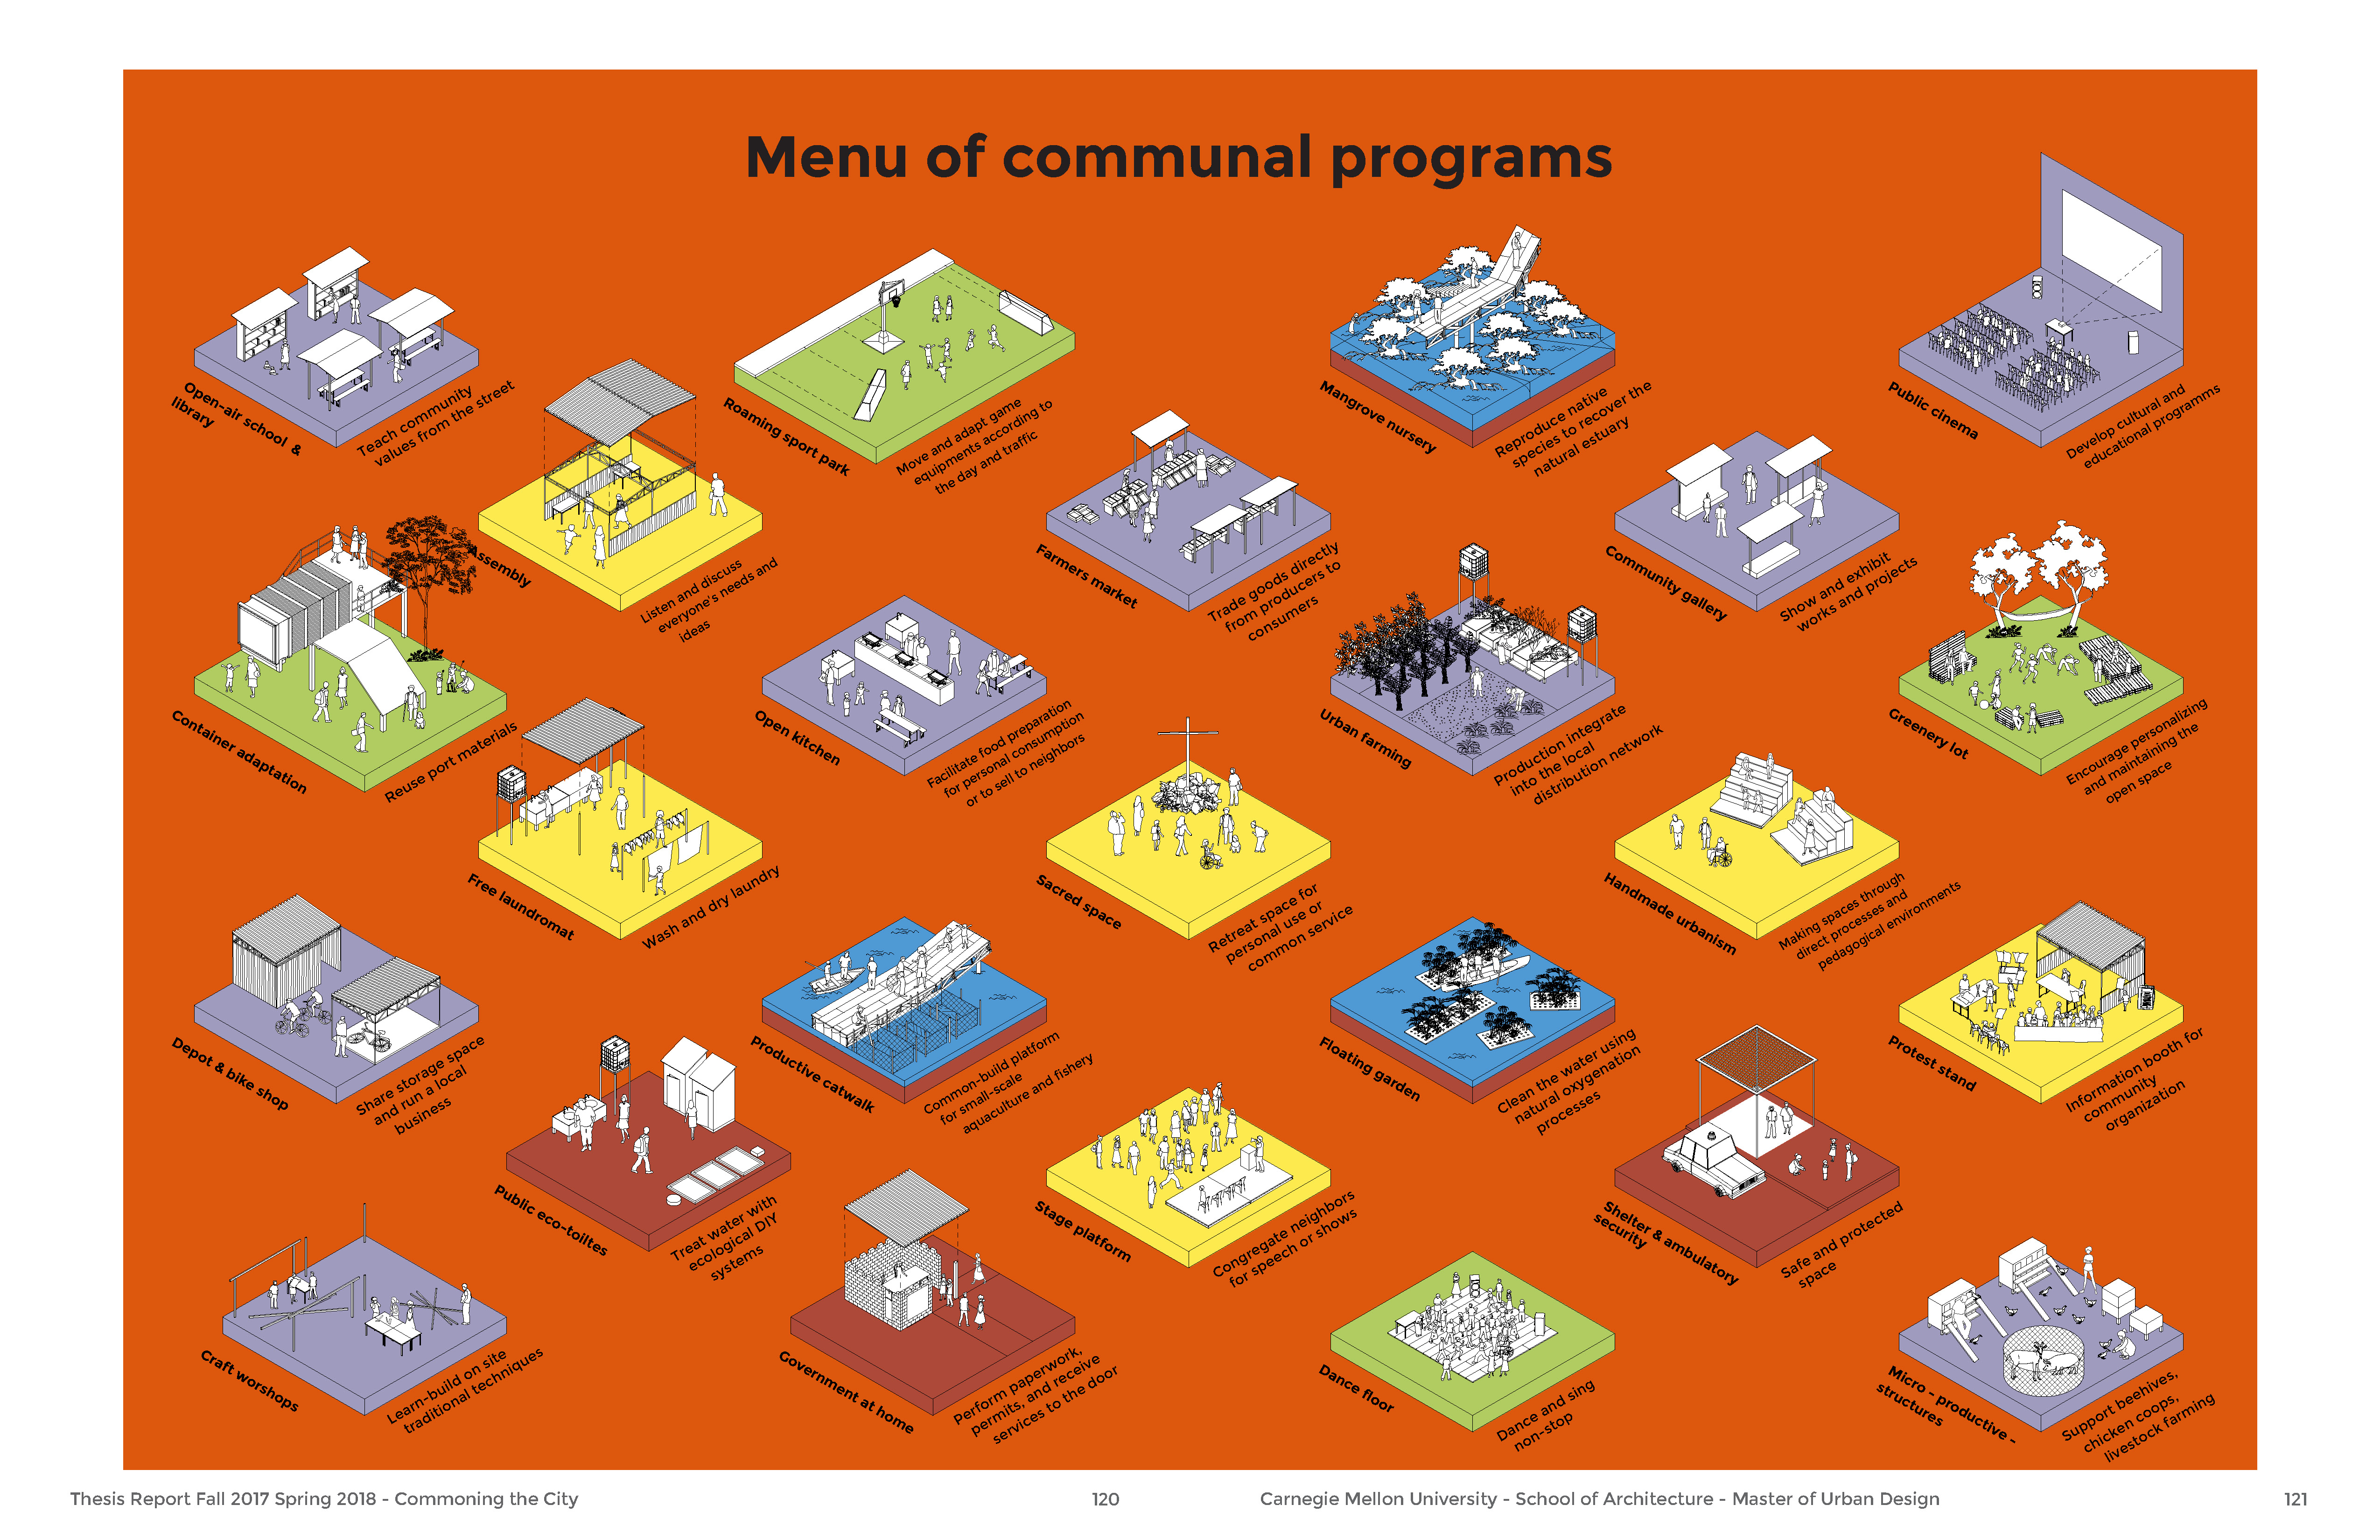 Menu of communal programs
Open-air school &
library
Teach community
values from the street
Roaming sport park
Move and adapt game
equipments according to
the day and traffic
Mangrove nursery
Reproduce native
species to recover the
natural estuary
Public cinema
Develop cultural and
educational programms
Assembly
Listen and discuss
everyone's needs and
ideas
Farmers market
Trade goods directly
from producers to
consumers
Community gallery
Show and exhibit
works and projects
Container adaptation
Reuse port materials
Open kitchen
Facilitate food preparation
for personal consumption
or to sell to neighbors
Urban farming
Production integrate
into the local
distribution network
Greenery lot
Encourage personalizing
and maintaining the
open space
Free laundromat
Wash and dry laundry
Sacred space
Retreat space for
personal use or
common service
Handmade urbanism
Making spaces through
direct processes and
pedagogical environments
Depot & bike shop
Share storage space
and run a local
business
Productive catwalk
Common-build platform
for small-scale
aquaculture and fishery
Floating garden
Clean the water using
natural oxygenation
processes
Protest stand
Information booth for
community
organization
Public eco-toiltes
Treat water with
ecological DIY
systems
Stage platform
Congregate neighbors
for speech or shows
Shelter & ambulatory
security
Safe and protected
space
Craft worshops
Learn-build on site
traditional techniques
Government at home
Perform paperwork,
permits, and receive
services to the door
Dance floor
Dance and sing
non-stop
Micro - productive -
structures
Support beehives,
chicken coops,
livestock farming
Thesis Report Fall 2017 Spring 2018 - Commoning the City
120
Carnegie Mellon University - School of Architecture - Master of Urban Design
121